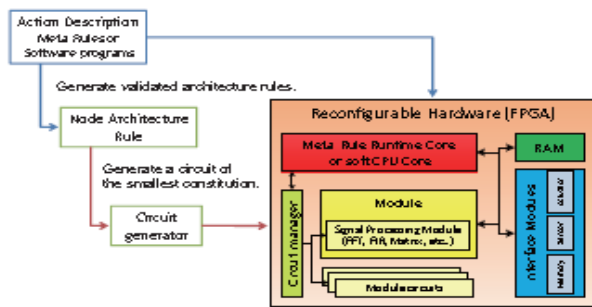 Action Description
Meta Rules or
Software programs
Generate validated architecture rules.
Node Architecture
Rule
Generate a circuit of
the smallest constitution.
Circuit
generator
Reconfigurable Hardware (FPGA)
Meta Rule Runtime Core
or soft CPU Core
RAM
Circuit manager
Module
Signal Processing Module
(FFT, FIR, Matrix, etc..)
Module circuits
Interface Modules